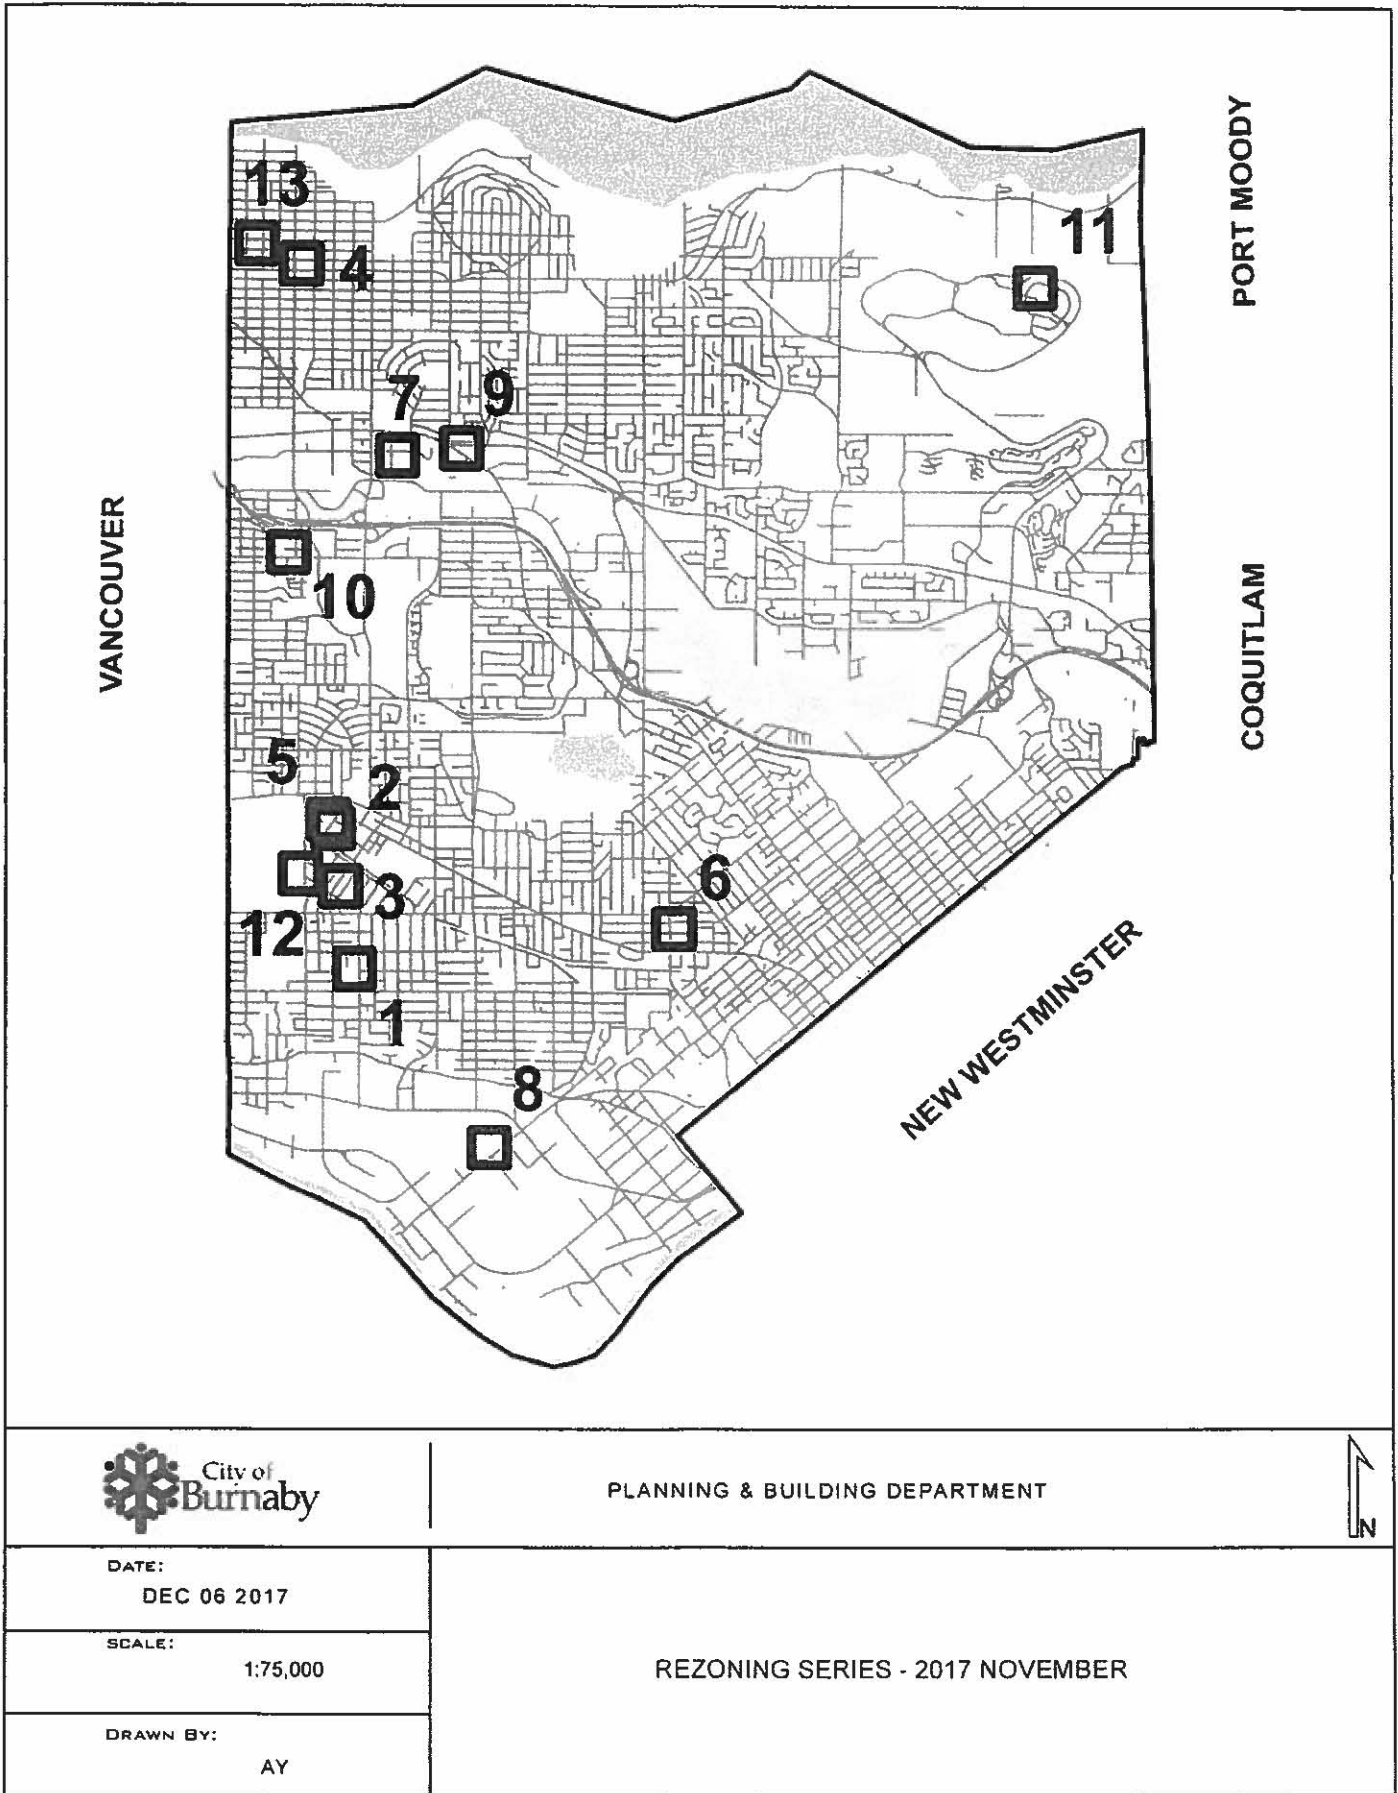 PORT MOODY
13
11
4
7
9
VANCOUVER
10
COQUITLAM
5
2
6
3
12
NEW WESTMINSTER
1
8
City of
Burnaby
PLANNING & BUILDING DEPARTMENT
N
DATE:
DEC 06 2017
SCALE:
1:75,000
REZONING SERIES - 2017 NOVEMBER
DRAWN BY:
AY